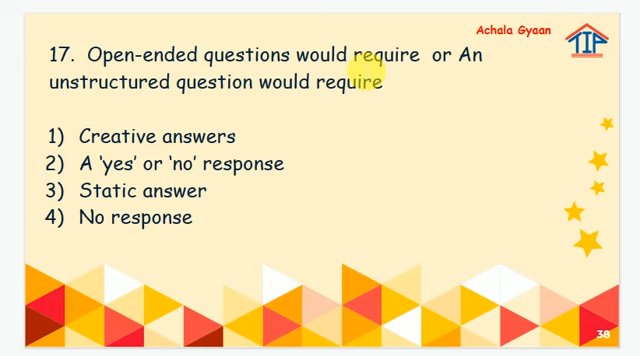 Achala Gyaan
TIP
17. Open-ended questions would require or An
unstructured question would require
1) Creative answers
2) A ‘yes’ or ‘no’ response
3) Static answer
4) No response
38